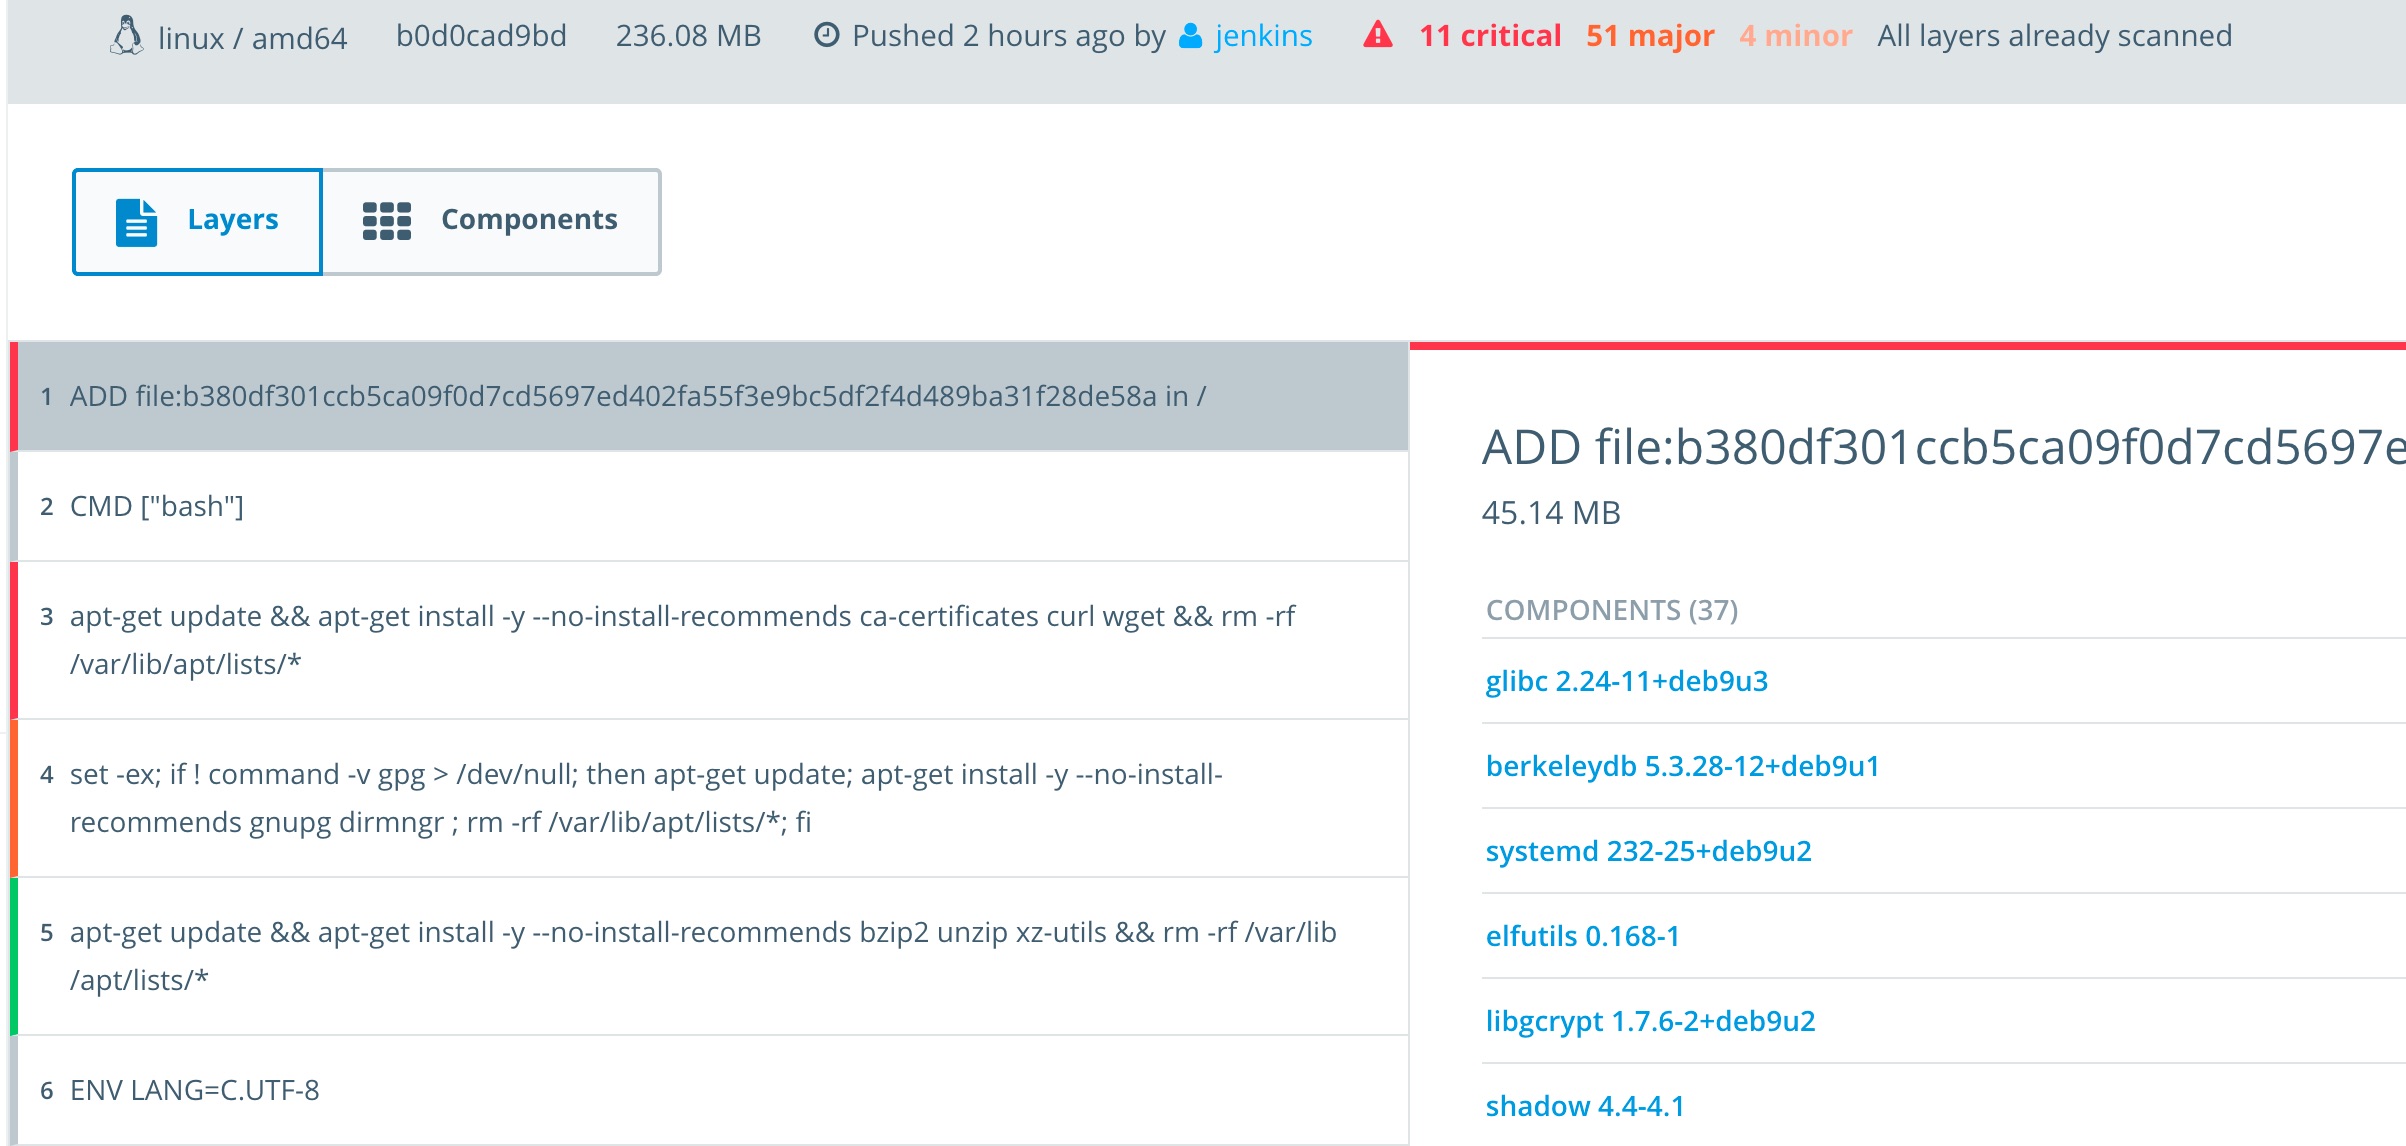 linux / amd64 b0d0cad9bd 236.08 MB Pushed 2 hours ago by jenkins 11 critical 51 major 4 minor All layers already scanned
Layers Components
1 ADD file:b380df301ccb5ca09f0d7cd5697ed402fa55f3e9bc5df2f4d489ba31f28de58a in /
2 CMD ["bash"]
3 apt-get update && apt-get install -y --no-install-recommends ca-certificates curl wget && rm -rf
/var/lib/apt/lists/*
4 set -ex; if ! command -v gpg > /dev/null; then apt-get update; apt-get install -y --no-install-
recommends gnupg dirmngr ; rm -rf /var/lib/apt/lists/*; fi
5 apt-get update && apt-get install -y --no-install-recommends bzip2 unzip xz-utils && rm -rf /var/lib
/apt/lists/*
6 ENV LANG=C.UTF-8
ADD file:b380df301ccb5ca09f0d7cd5697e
45.14 MB
COMPONENTS (37)
glibc 2.24-11+deb9u3
berkeleydb 5.3.28-12+deb9u1
systemd 232-25+deb9u2
elfutils 0.168-1
libgcrypt 1.7.6-2+deb9u2
shadow 4.4-4.1